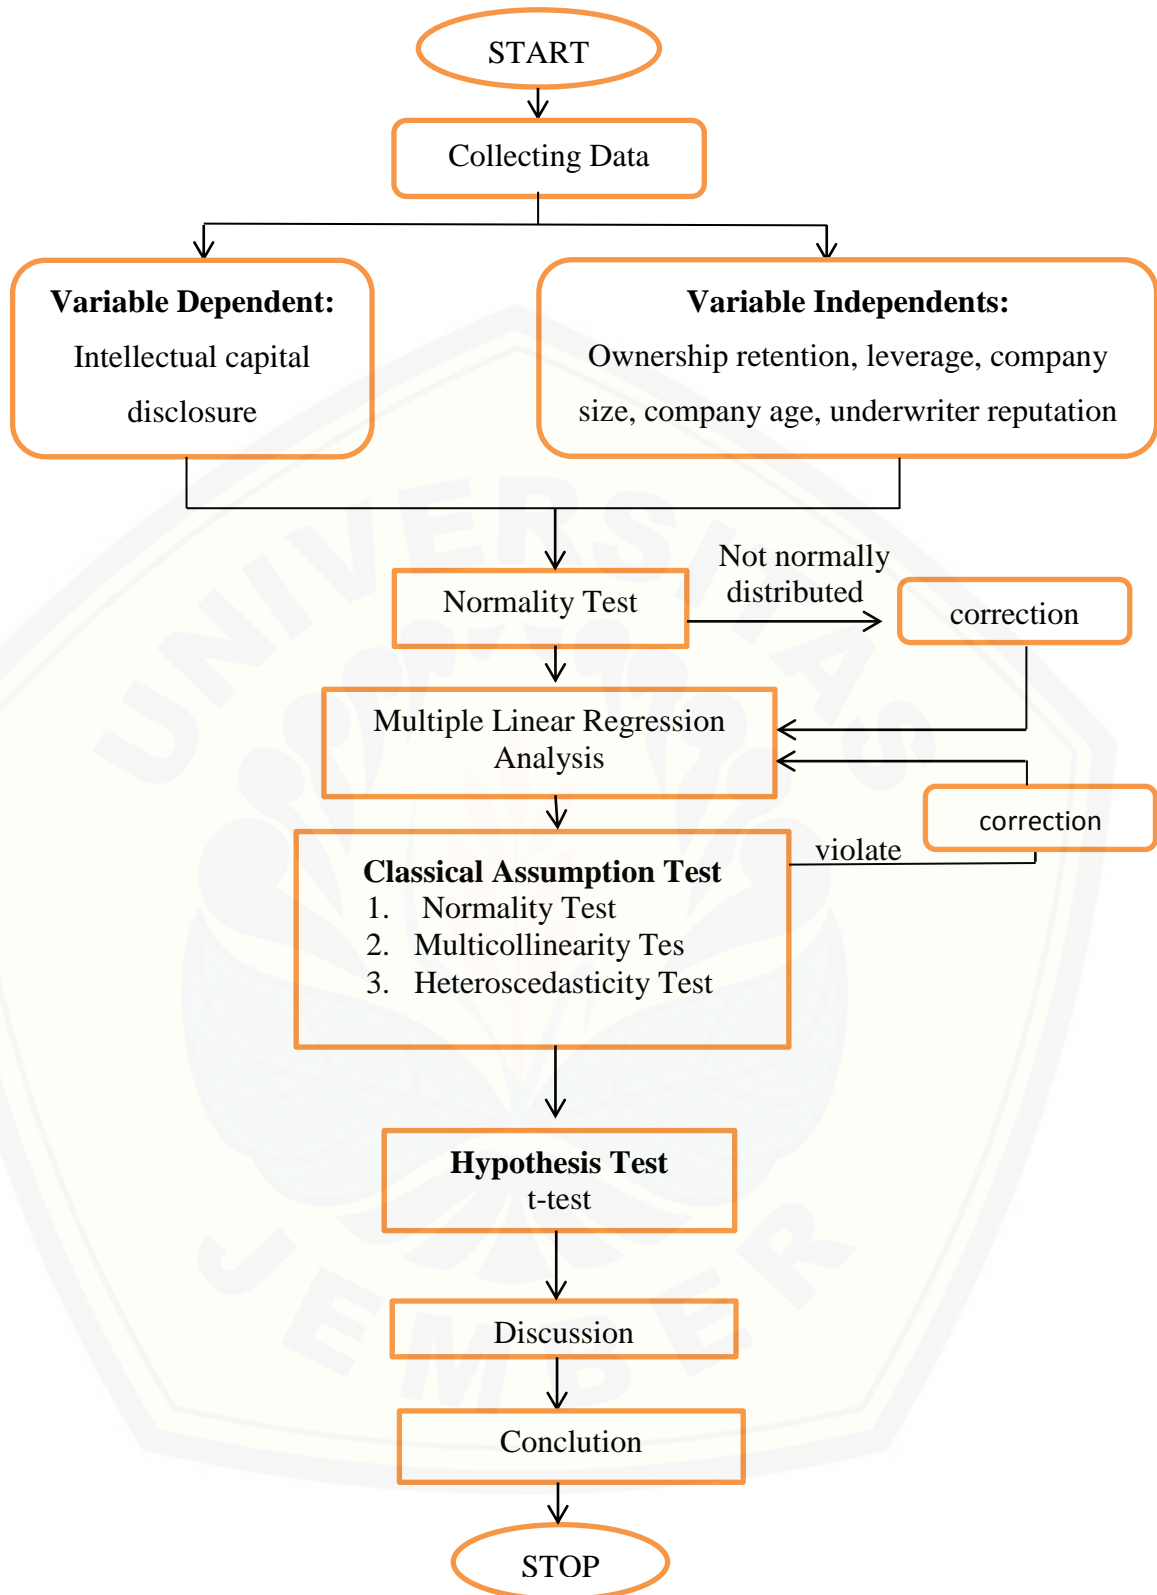 START
Collecting Data
Variable Dependent:
Intellectual capital
disclosure
Variable Independents:
Ownership retention, leverage, company
size, company age, underwriter reputation
Not normally
distributed
Normality Test
correction
Multiple Linear Regression
Analysis
correction
violate
Classical Assumption Test
1. Normality Test
2. Multicollinearity Tes
3. Heteroscedasticity Test
Hypothesis Test
t-test
Discussion
Conclution
STOP
UNIVERSITAS
JEMBER